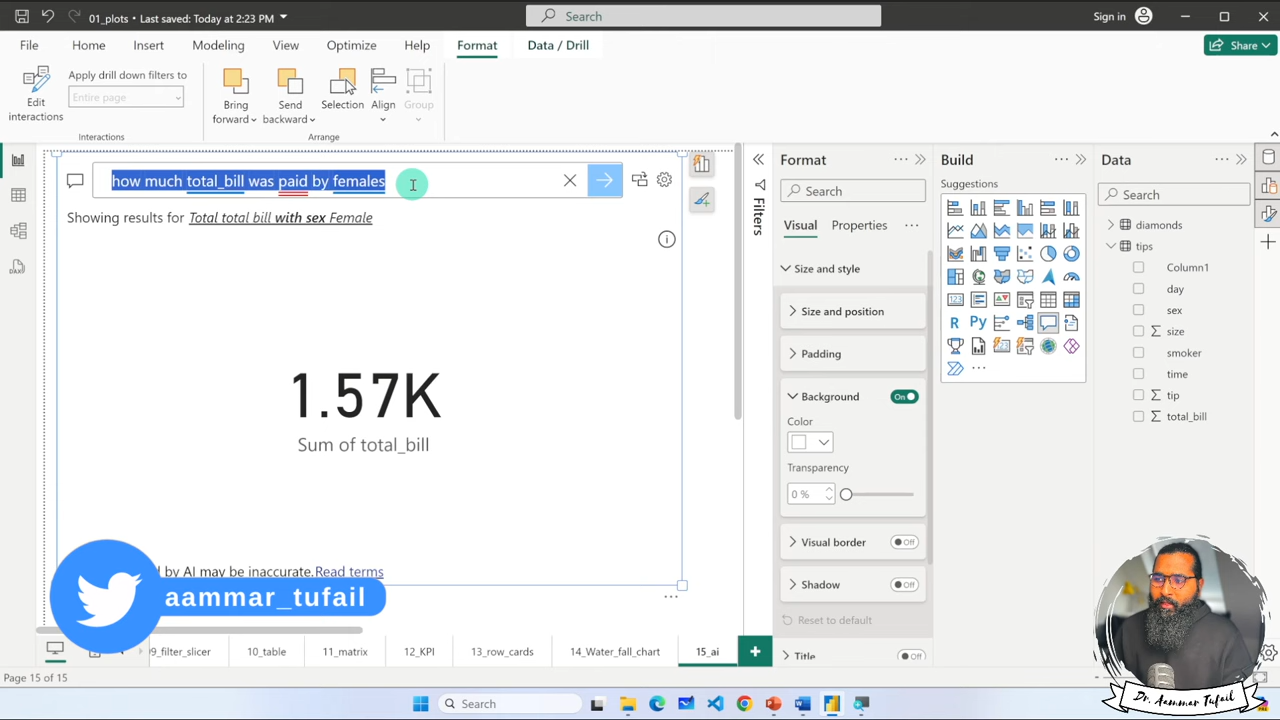 01_plots • Last saved: Today at 2:23 PM
Search
Sign in
File
Home
Insert
Modeling
View
Optimize
Help
Format
Data / Drill
Share
Edit
interactions
Apply drill down filters to
Entire page
Interactions
Bring
forward
Send
backward
Selection
Align
Group
Arrange
how much total_bill was paid by females
Showing results for Total total bill with sex Female
1.57K
Sum of total_bill
by AI may be inaccurate. Read terms
aammar_tufail
Filters
Format
Search
Visual
Properties
Size and style
Size and position
Padding
Background
On
Color
Transparency
0 %
Visual border
Off
Shadow
Off
Reset to default
Title
Off
Build
Suggestions
R
Py
123
Data
Search
diamonds
tips
Column1
day
sex
size
smoker
time
tip
total_bill
9_filter_slicer
10_table
11_matrix
12_KPI
13_row_cards
14_Water_fall_chart
15_ai
Page 15 of 15
Search
Dr. Aammar Tufail